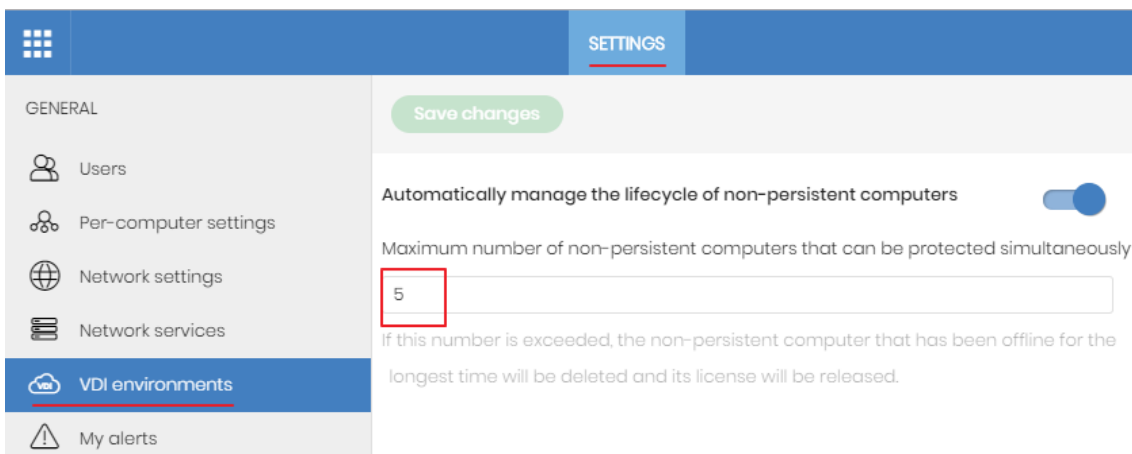 SETTINGS
GENERAL
Users
Per-computer settings
Network settings
Network services
VDI
VDI environments
My alerts
Save changes
Automatically manage the lifecycle of non-persistent computers
Maximum number of non-persistent computers that can be protected simultaneously
5
If this number is exceeded, the non-persistent computer that has been offline for the
longest time will be deleted and its license will be released.